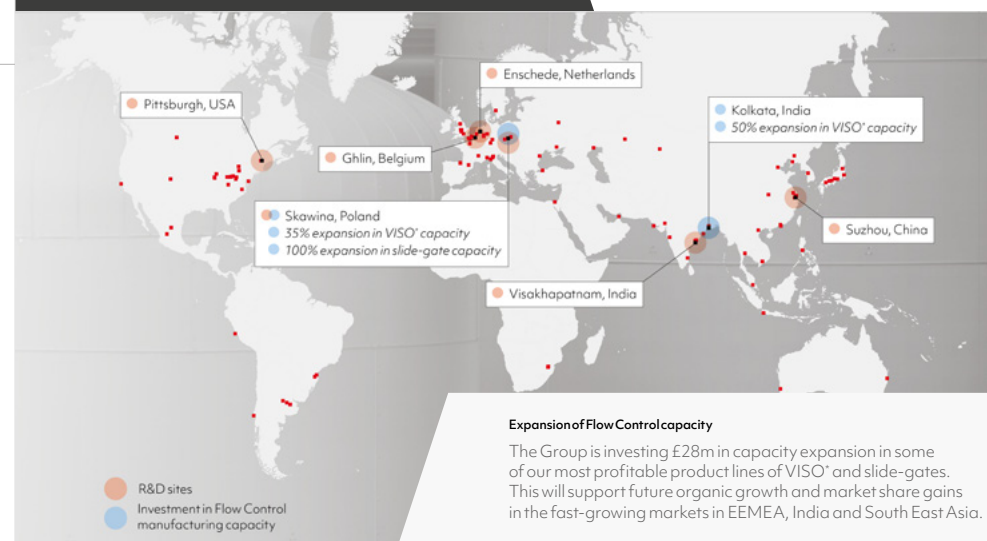 Enschede, Netherlands
Pittsburgh, USA
Kolkata, India
50% expansion in VISO* capacity
Ghlin, Belgium
Skawina, Poland
35% expansion in VISO* capacity
100% expansion in slide-gate capacity
Suzhou, China
Visakhapatnam, India
Expansion of Flow Control capacity
The Group is investing £28m in capacity expansion in some
of our most profitable product lines of VISO* and slide-gates.
This will support future organic growth and market share gains
in the fast-growing markets in EEMEA, India and South East Asia.
R&D sites
Investment in Flow Control
manufacturing capacity